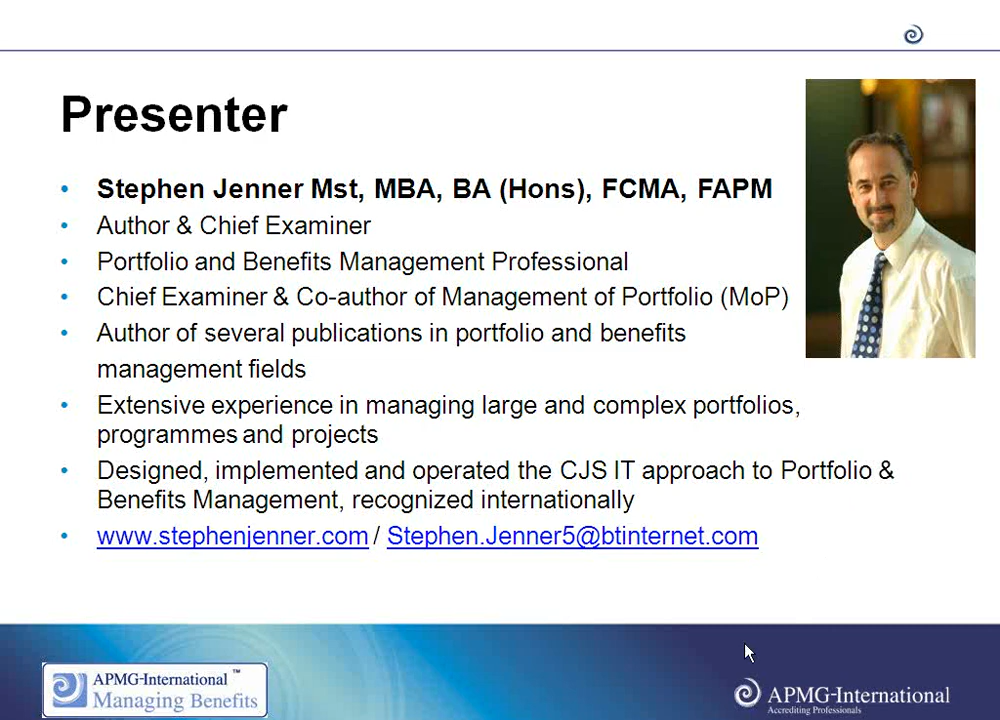 Presenter
Stephen Jenner Mst, MBA, BA (Hons), FCMA, FAPM
Author & Chief Examiner
Portfolio and Benefits Management Professional
Chief Examiner & Co-author of Management of Portfolio (MoP)
Author of several publications in portfolio and benefits
management fields
Extensive experience in managing large and complex portfolios,
programmes and projects
Designed, implemented and operated the CJS IT approach to Portfolio &
Benefits Management, recognized internationally
www.stephenjenner.com / Stephen.Jenner5@btinternet.com
APMG-International™
Managing Benefits
APMG-International
Accrediting Professionals